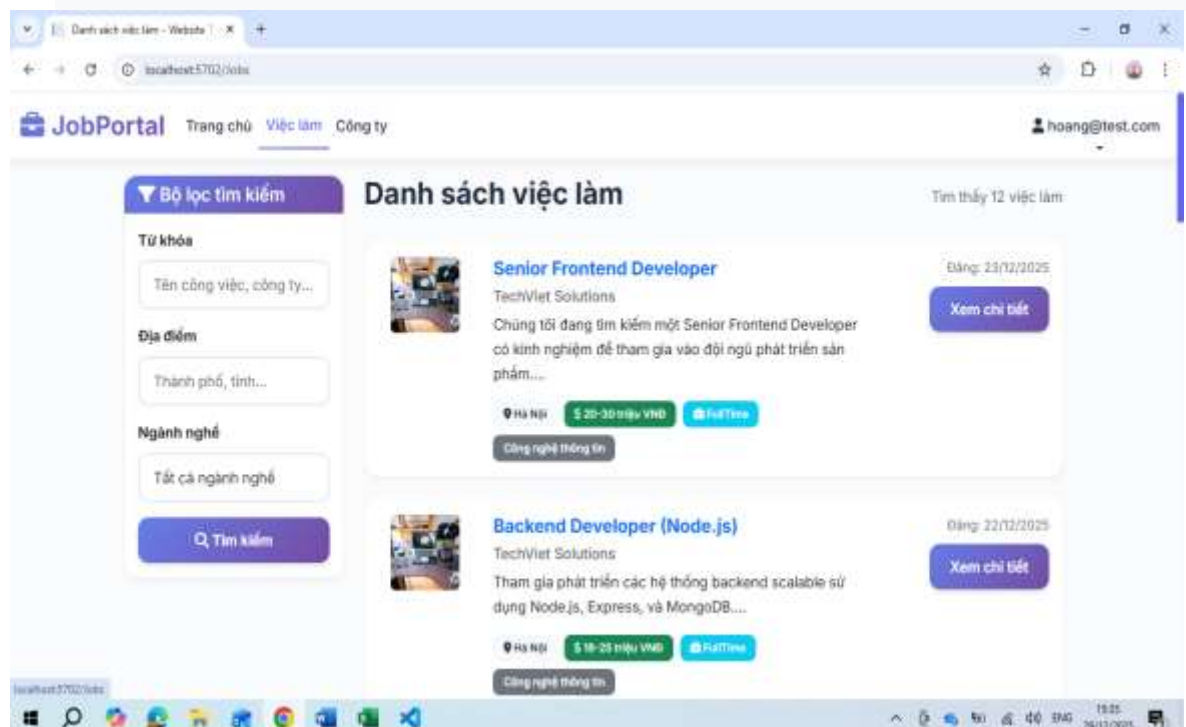 Danh sách việc làm - Website T
localhost:5702/Jobs
JobPortal Trang chủ Việc làm Công ty hoang@test.com
Bộ lọc tìm kiếm
Từ khóa
Tên công việc, công ty...
Địa điểm
Thành phố, tỉnh...
Ngành nghề
Tất cả ngành nghề
Tìm kiếm
Danh sách việc làm
Tìm thấy 12 việc làm
Senior Frontend Developer
Đăng: 23/12/2025
TechViet Solutions
Xem chi tiết
Chúng tôi đang tìm kiếm một Senior Frontend Developer
có kinh nghiệm để tham gia vào đội ngũ phát triển sản
phẩm....
Hà Nội $ 20-30 triệu VNĐ FullTime
Công nghệ thông tin
Backend Developer (Node.js)
Đăng: 22/12/2025
TechViet Solutions
Xem chi tiết
Tham gia phát triển các hệ thống backend scalable sử
dụng Node.js, Express, và MongoDB....
Hà Nội $ 18-25 triệu VNĐ FullTime
Công nghệ thông tin
localhost:5702/Jobs
ENG